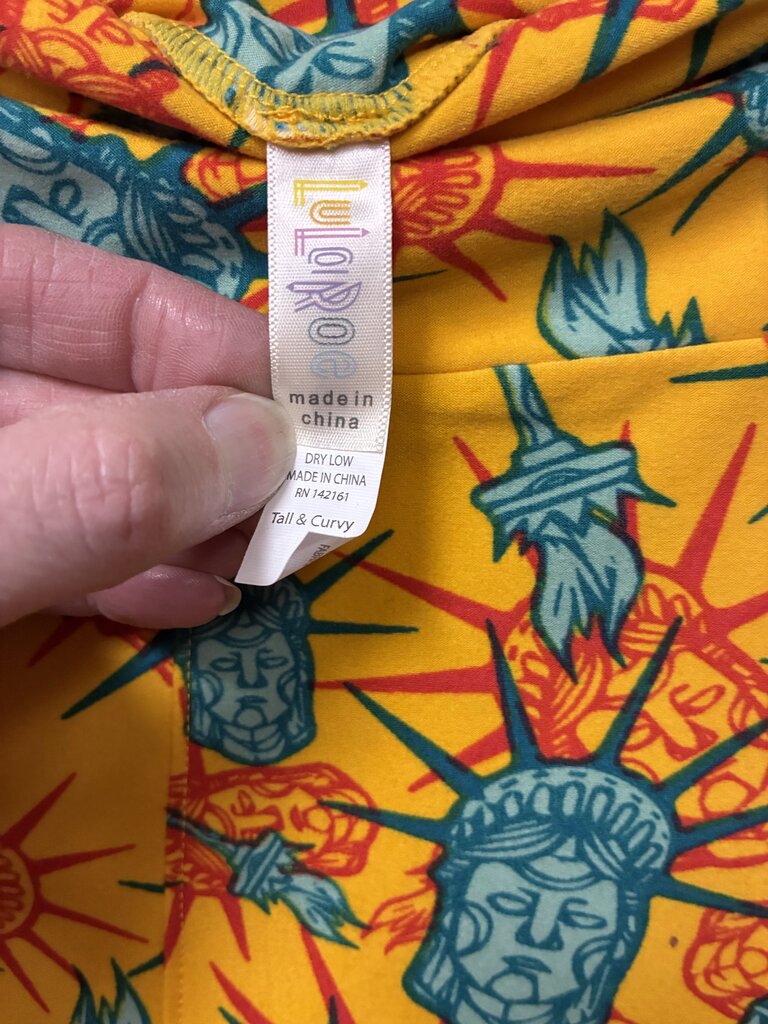 LuLaRoe
made in
china
DRY LOW
MADE IN CHINA
RN 142161
Tall & Curvy